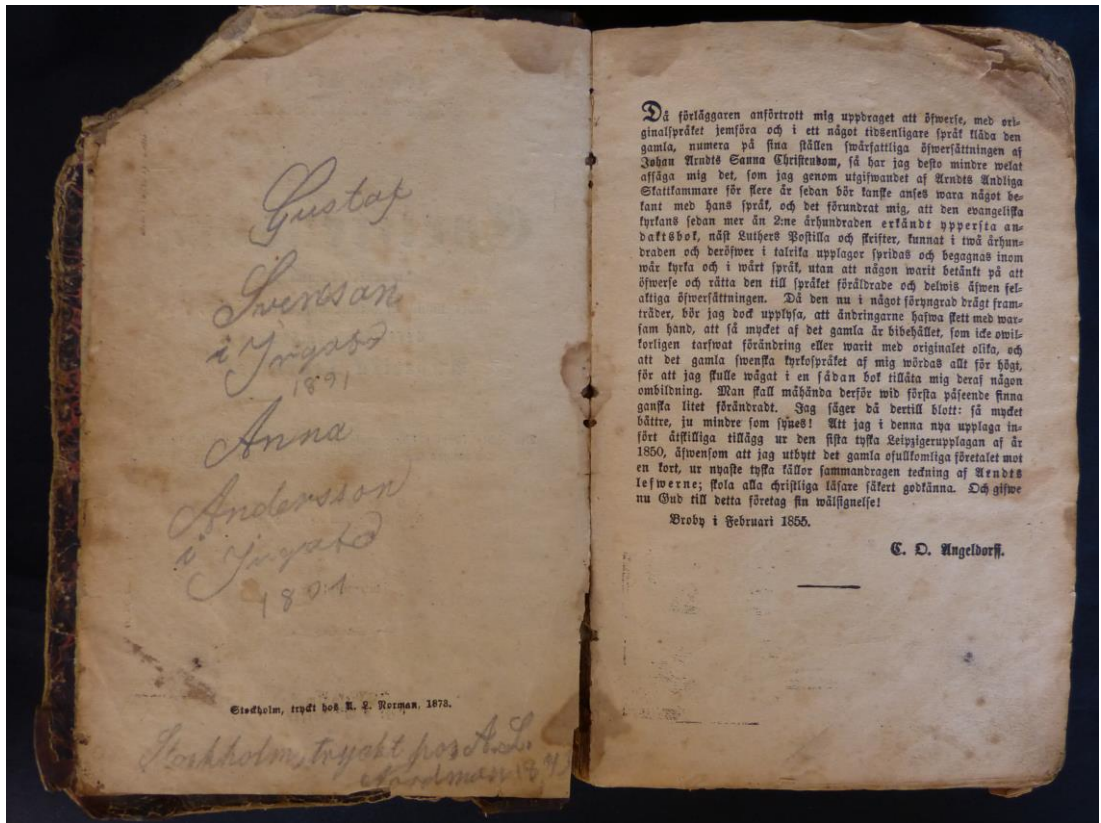 Gustaf
Svenson
i Ingatð
1891
Anna
Andersson
i
1891
Stockholm, tryckt hos A. L. Norman, 1873.
Stockholm, tryckt hos A. L.
Nordman 187
Då förläggaren anförtrott mig uppdraget att öfwerse, med ori-
ginalspråket jemföra och i ett något tidsenligare språk kläda den
gamla, numera på sina ställen swårfattliga öfwersättningen af
Johan Arndts Sanna Christendom, så har jag desto mindre welat
afsäga mig det, som jag genom utgifwandet af Arndts Andliga
Skattkammare för flere år sedan bör kanske anses wara något be-
kant med hans språk, och det förundrat mig, att den evangeliska
kyrkans sedan mer än 2:ne århundraden erkändt ypperstа an-
daktsbok, näst Luthers Postilla och skrifter, kunnat i twå århun-
draden och deröfwer i talrika upplagor spridas och begagnas inom
wår kyrka och i wårt språk, utan att någon warit betänkt på att
öfwerse och rätta den till språket föråldrade och delwis äfwen fel-
aktiga öfwersättningen. Då den nu i något föryngrad drägt fram-
träder, bör jag dock upplysa, att ändringarne hafwa skett med war-
sam hand, att så mycket af det gamla är bibehållet, som icke owil-
korligen tarfwat förändring eller warit med originalet olika, och
att det gamla swenska kyrkospråket af mig wördas allt för högt,
för att jag skulle wågat i en sådan bok tillåta mig deraf någon
ombildning. Man skall måhända derför wid första påseende finna
ganska litet förändradt. Jag säger då dertill blott: så mycket
bättre, ju mindre som synes! Att jag i denna nya upplaga in-
fört åtskilliga tillägg ur den sista tyska Leipzigerupplagan af år
1850, äfwensom att jag utbytt det gamla ofullkomliga företalet mot
en kort, ur nyaste tyska källor sammandragen teckning af Arndts
lefwerne; skola alla christliga läsare säkert godkänna. Och gifwe
nu Gud till detta företag sin wälsignelse!
Broby i Februari 1855.
C. O. Angeldorff.